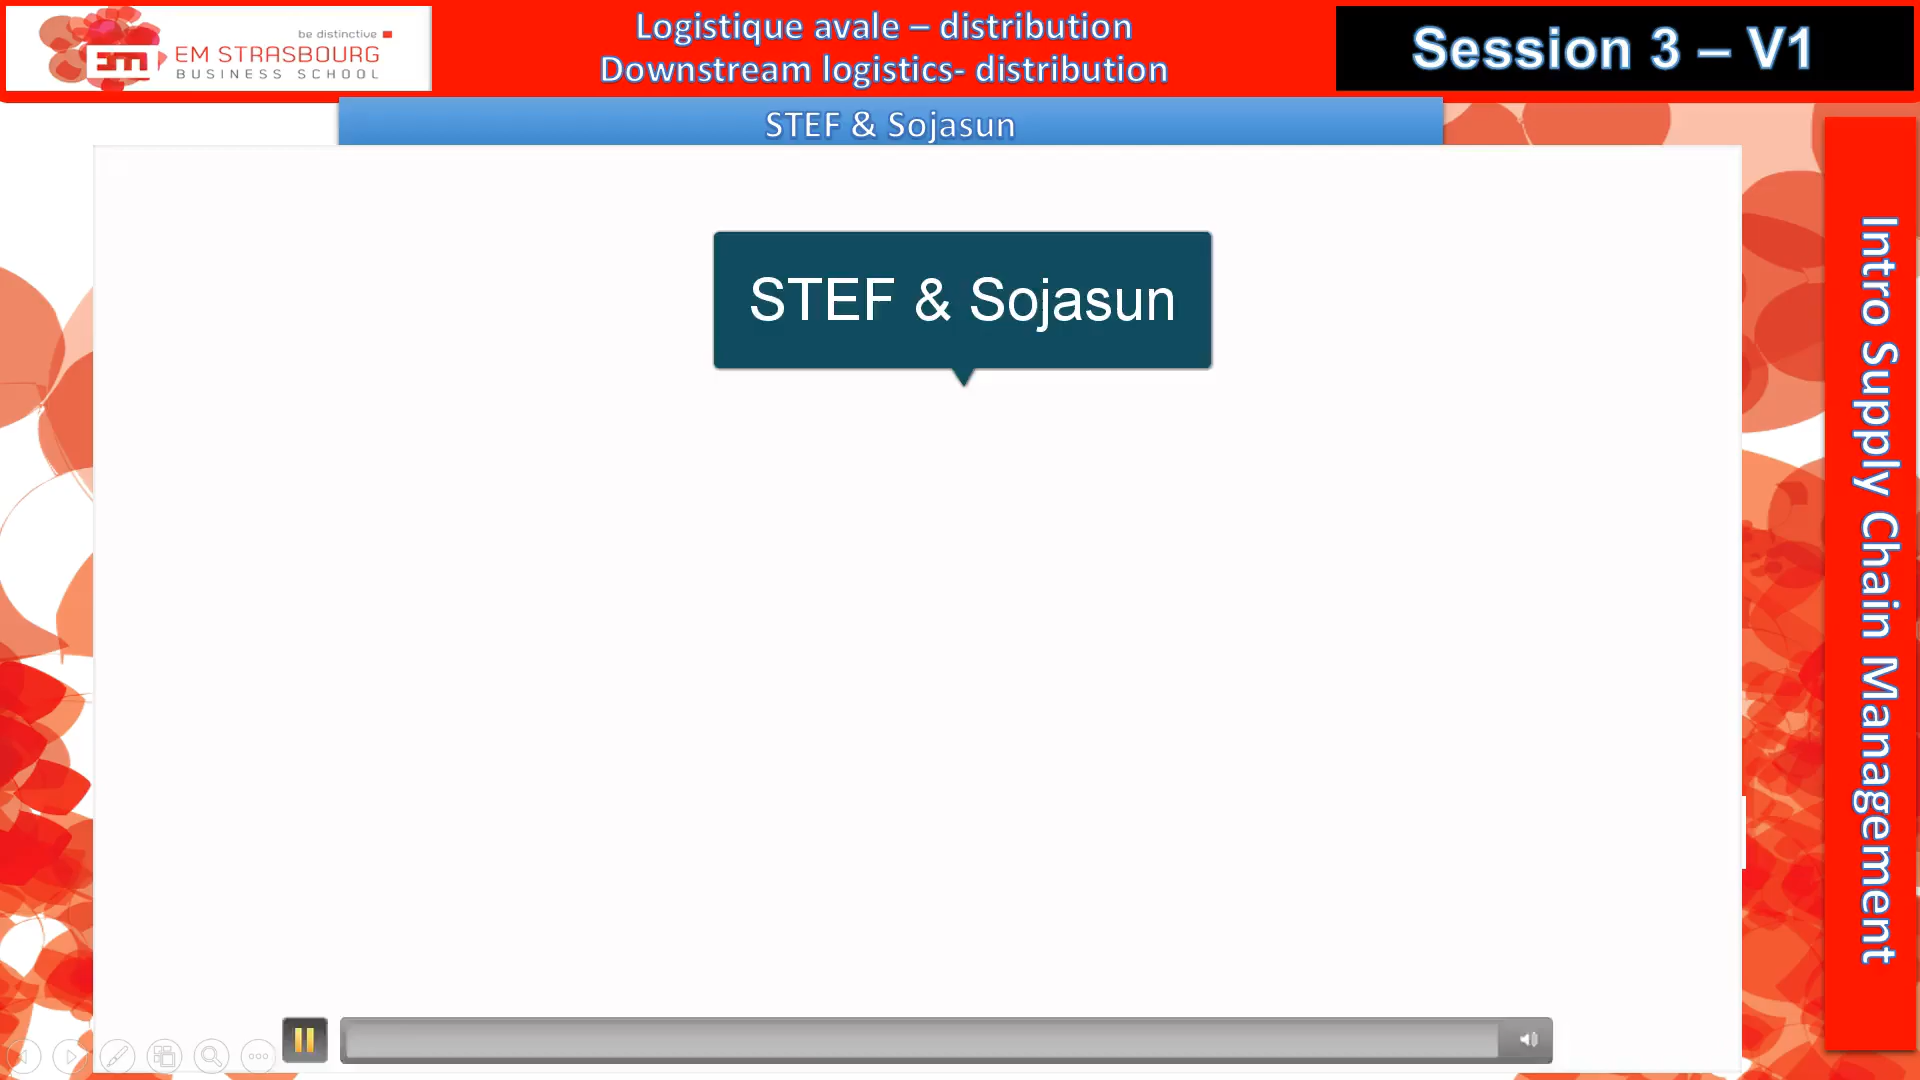 be distinctive
EM STRASBOURG
BUSINESS SCHOOL
Logistique avale – distribution
Downstream logistics- distribution
Session 3 – V1
STEF & Sojasun
STEF & Sojasun
Intro Supply Chain Management